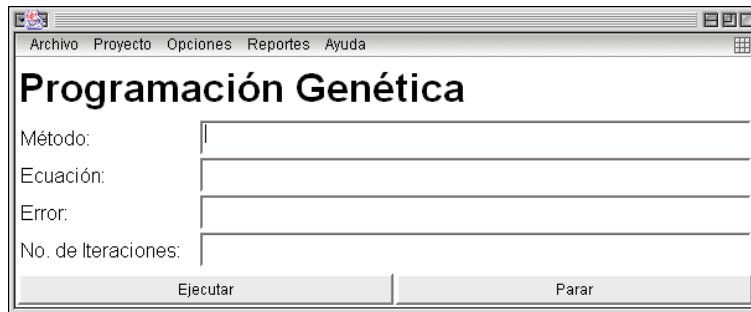 Archivo Proyecto Opciones Reportes Ayuda
Programación Genética
Método:
Ecuación:
Error:
No. de Iteraciones:
Ejecutar Parar